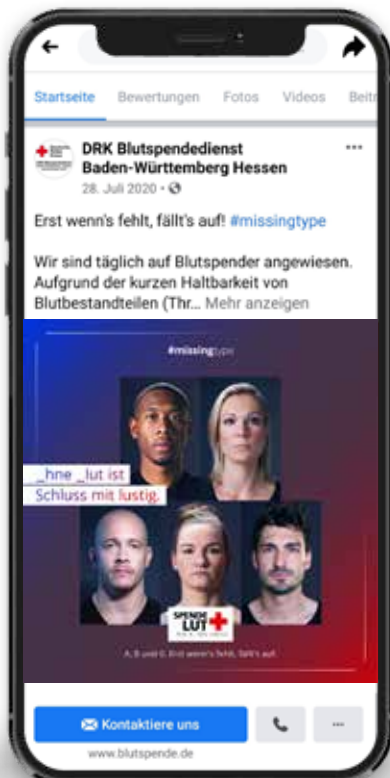 Startseite Bewertungen Fotos Videos Beitr
DRK Blutspendedienst
Baden-Württemberg Hessen
28. Juli 2020 •
Erst wenn's fehlt, fällt's auf! #missingtype
Wir sind täglich auf Blutspender angewiesen.
Aufgrund der kurzen Haltbarkeit von
Blutbestandteilen (Thr... Mehr anzeigen
#missingtype
_hne _lut ist
Schluss mit lustig.
SPENDE
LUT
A, B und O. Erst wenn's fehlt, fällt's auf.
Kontaktiere uns
www.blutspende.de